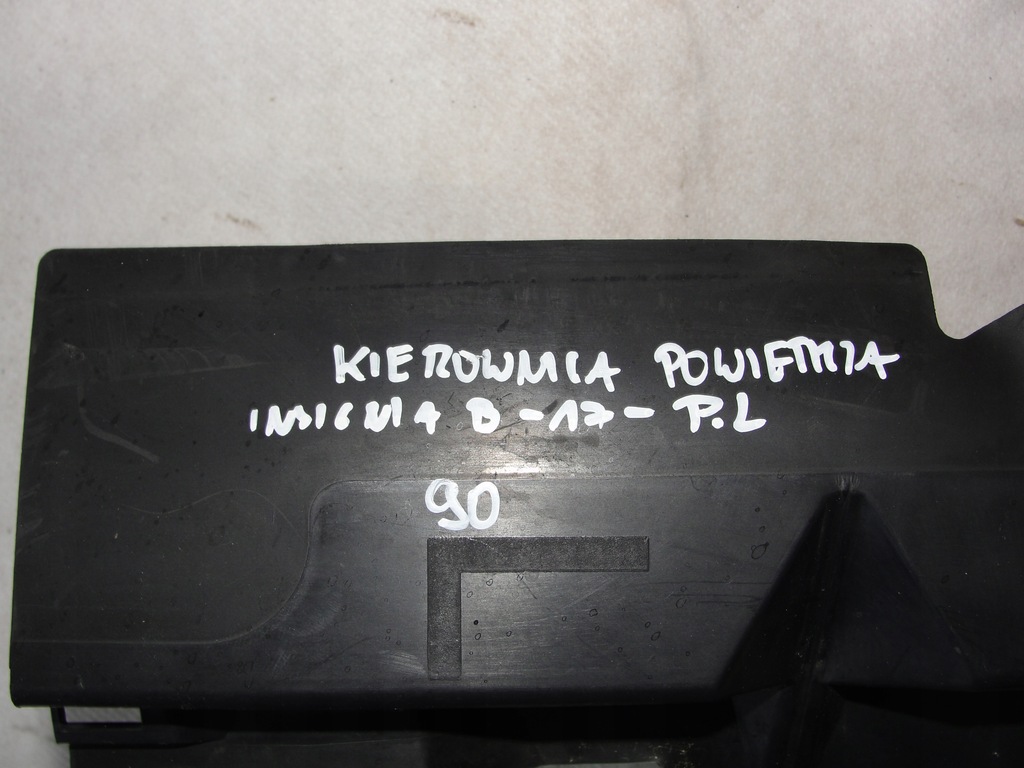 KIEROWNICA POWIETRZA
INSIGNIA B - 17 - P.L
90